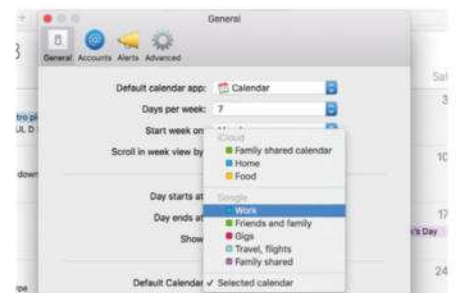 General
General Accounts Alerts Advanced
Default calendar app: Calendar
Days per week: 7
Start week on:
Scroll in week view by
iCloud
Family shared calendar
Home
Food
Day starts at
Google
Work
Day ends at
Friends and family
Show
Gigs
Travel, flights
Family shared
Default Calendar ✓ Selected calendar
Sat
3
10
17
's Day
24
down